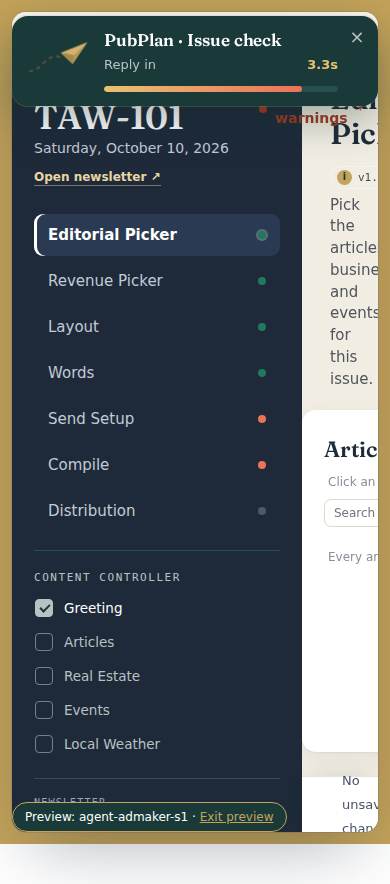 PubPlan · Issue check
Reply in
3.3s
TAW-101
warnings
Saturday, October 10, 2026
Open newsletter ↗
Editorial Picker
Revenue Picker
Layout
Words
Send Setup
Compile
Distribution
CONTENT CONTROLLER
Greeting
Articles
Real Estate
Events
Local Weather
NEWSLETTER
Preview: agent-admaker-s1 · Exit preview
i v1.
Pick
the
article
busine
and
events
for
this
issue.
Artic
Click an
Search
Every ar
No
unsav
chan